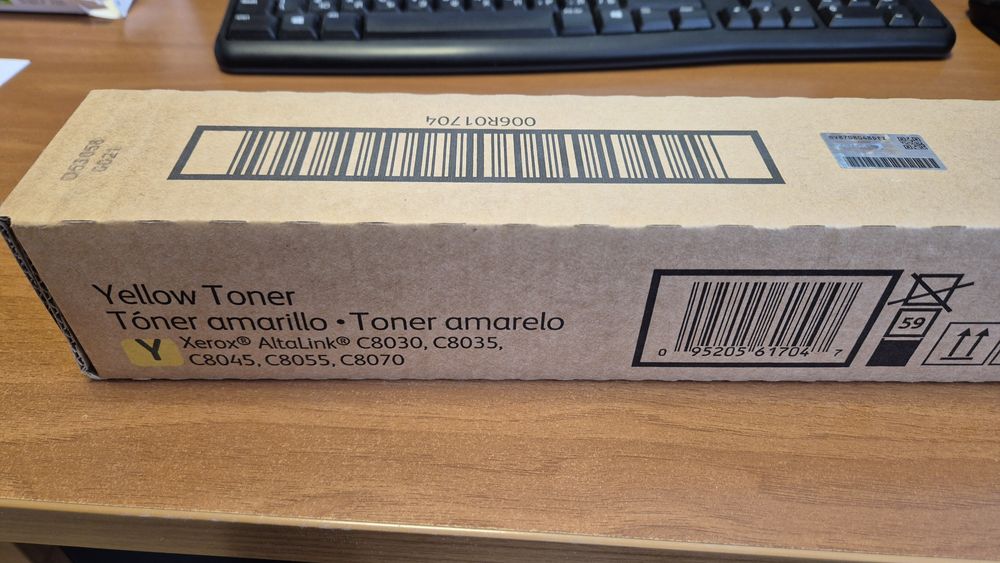 006R01704
Yellow Toner
Tóner amarillo • Toner amarelo
Y
Xerox® AltaLink® C8030, C8035,
C8045, C8055, C8070
0 95205 61704 7
59